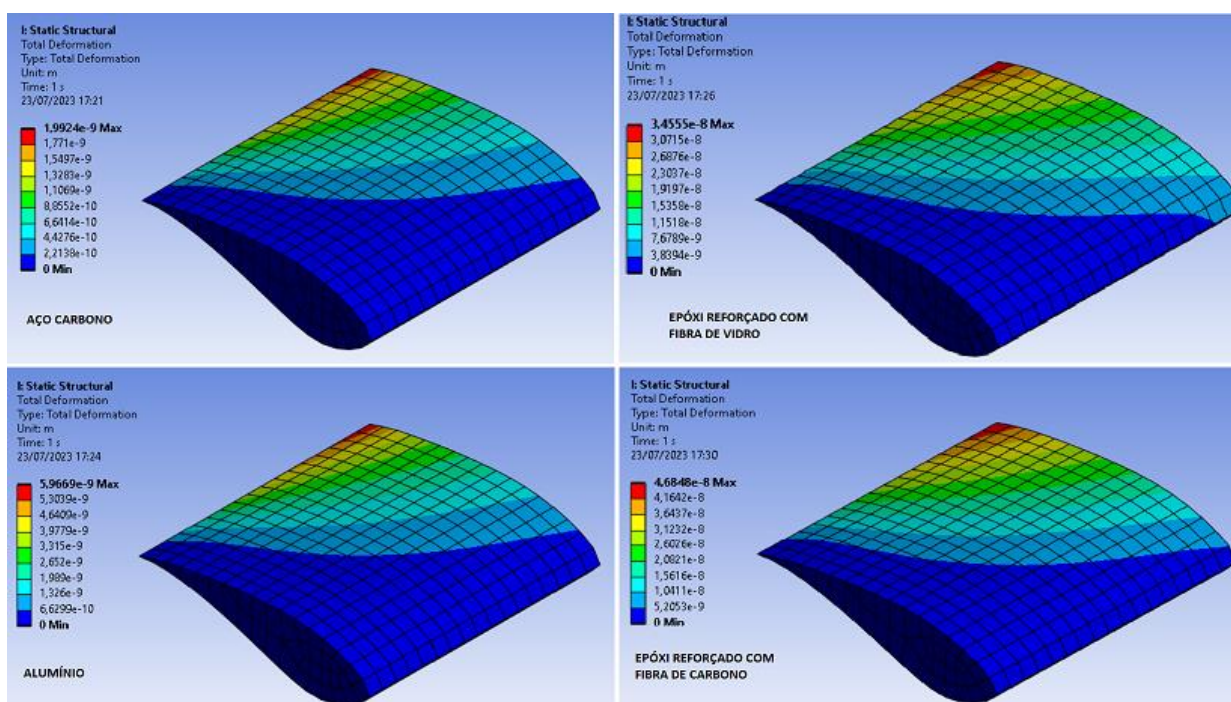 I: Static Structural
Total Deformation
Type: Total Deformation
Unit: m
Time: 1 s
23/07/2023 17:21
1,9924e-9 Max
1,771e-9
1,5497e-9
1,3283e-9
1,1069e-9
8,8552e-10
6,6414e-10
4,4276e-10
2,2138e-10
0 Min
AÇO CARBONO
I: Static Structural
Total Deformation
Type: Total Deformation
Unit: m
Time: 1 s
23/07/2023 17:26
3,4555e-8 Max
3,0715e-8
2,6876e-8
2,3037e-8
1,9197e-8
1,5358e-8
1,1518e-8
7,6789e-9
3,8394e-9
0 Min
EPÓXI REFORÇADO COM
FIBRA DE VIDRO
I: Static Structural
Total Deformation
Type: Total Deformation
Unit: m
Time: 1 s
23/07/2023 17:24
5,9669e-9 Max
5,3039e-9
4,6409e-9
3,9779e-9
3,315e-9
2,652e-9
1,989e-9
1,326e-9
6,6299e-10
0 Min
ALUMÍNIO
I: Static Structural
Total Deformation
Type: Total Deformation
Unit: m
Time: 1 s
23/07/2023 17:30
4,6848e-8 Max
4,1642e-8
3,6437e-8
3,1232e-8
2,6026e-8
2,0821e-8
1,5616e-8
1,0411e-8
5,2053e-9
0 Min
EPÓXI REFORÇADO COM
FIBRA DE CARBONO